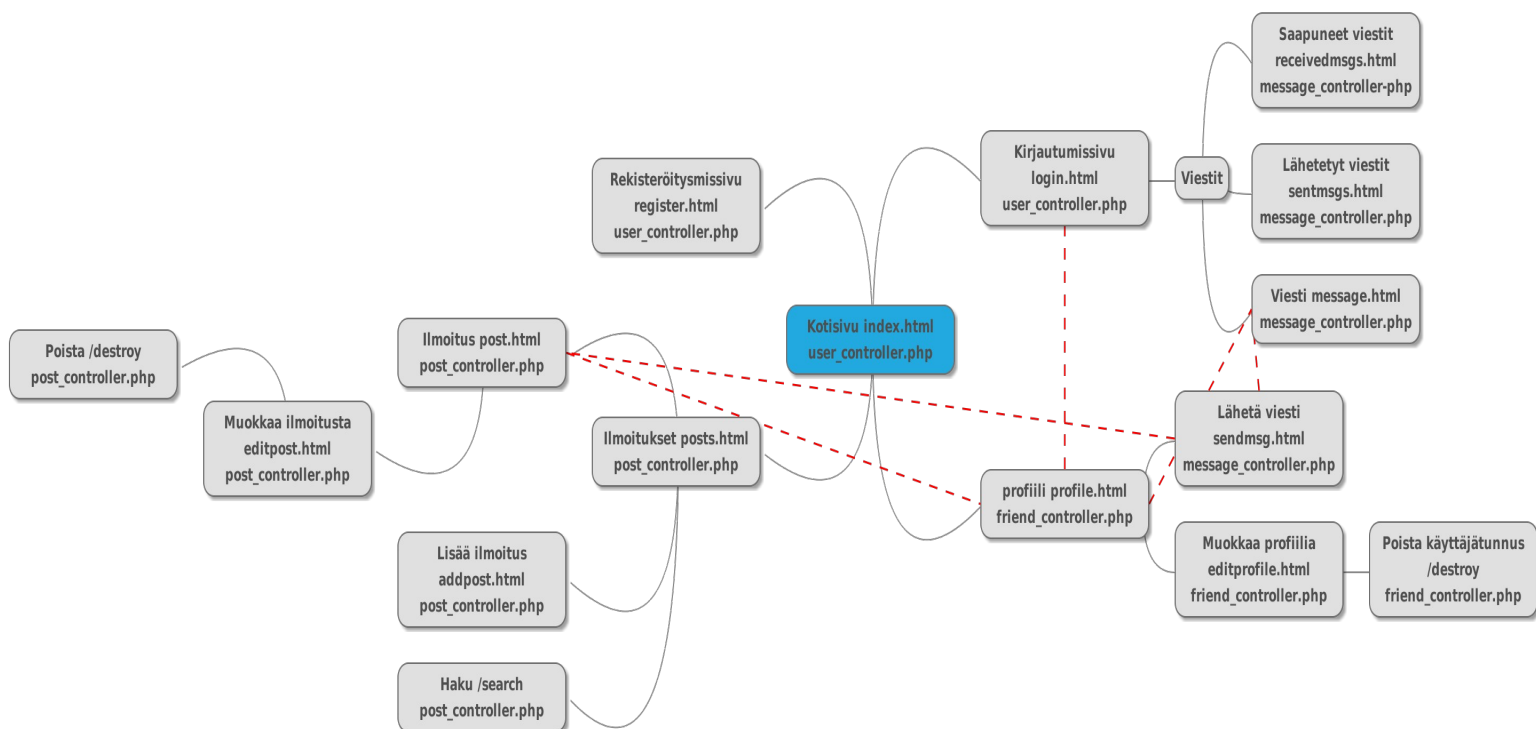 Saapuneet viestit
receivedmsgs.html
message_controller-php
Kirjautumissivu
login.html
user_controller.php
Viestit
Lähetetyt viestit
sentmsgs.html
message_controller.php
Rekisteröitysmissivu
register.html
user_controller.php
Viesti message.html
message_controller.php
Kotisivu index.html
user_controller.php
Ilmoitus post.html
post_controller.php
Poista /destroy
post_controller.php
Muokkaa ilmoitusta
editpost.html
post_controller.php
Ilmoitukset posts.html
post_controller.php
Lähetä viesti
sendmsg.html
message_controller.php
profiili profile.html
friend_controller.php
Lisää ilmoitus
addpost.html
post_controller.php
Muokkaa profiilia
editprofile.html
friend_controller.php
Poista käyttäjätunnus
/destroy
friend_controller.php
Haku /search
post_controller.php